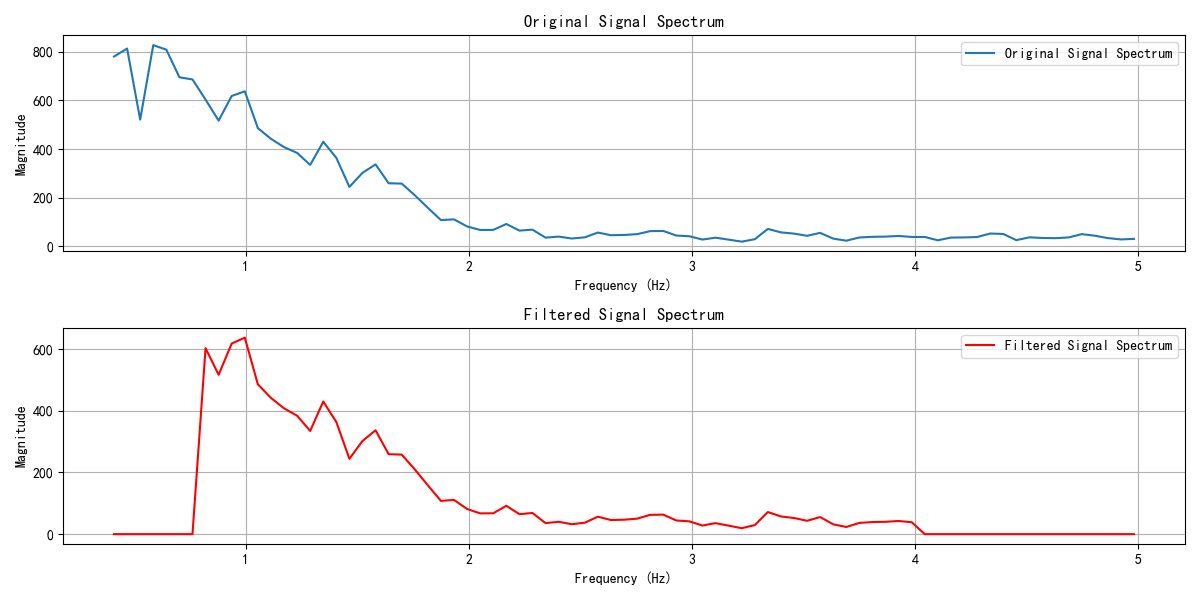 Original Signal Spectrum
Original Signal Spectrum
Magnitude
800
600
400
200
0
1 2 3 4 5
Frequency (Hz)
Filtered Signal Spectrum
Filtered Signal Spectrum
Magnitude
600
400
200
0
1 2 3 4 5
Frequency (Hz)